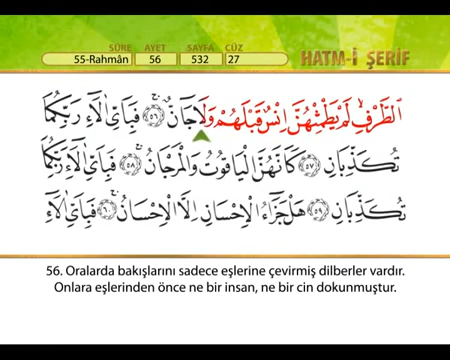 SÛRE AYET SAYFA CÜZ
55-Rahmân 56 532 27
HATM-İ ŞERİF
الطَّرْفِ لَمْ يَطْمِثْهُنَّ اِنْسٌ قَبْلَهُمْ وَلَا جَٓانٌّۚ ﴿٥٦﴾ فَبِاَيِّ اٰلَٓاءِ رَبِّكُمَا
تُكَذِّبَانِ ﴿٥٧﴾ كَاَنَّهُنَّ الْيَاقُوتُ وَالْمَرْجَانُۚ ﴿٥٨﴾ فَبِاَيِّ اٰلَٓاءِ رَبِّكُمَا
تُكَذِّبَانِ ﴿٥٩﴾ هَلْ جَزَٓاءُ الْاِحْسَانِ اِلَّا الْاِحْسَانُۚ ﴿٦٠﴾ فَبِاَيِّ اٰلَٓاءِ
56. Oralarda bakışlarını sadece eşlerine çevirmiş dilberler vardır.
Onlara eşlerinden önce ne bir insan, ne bir cin dokunmuştur.